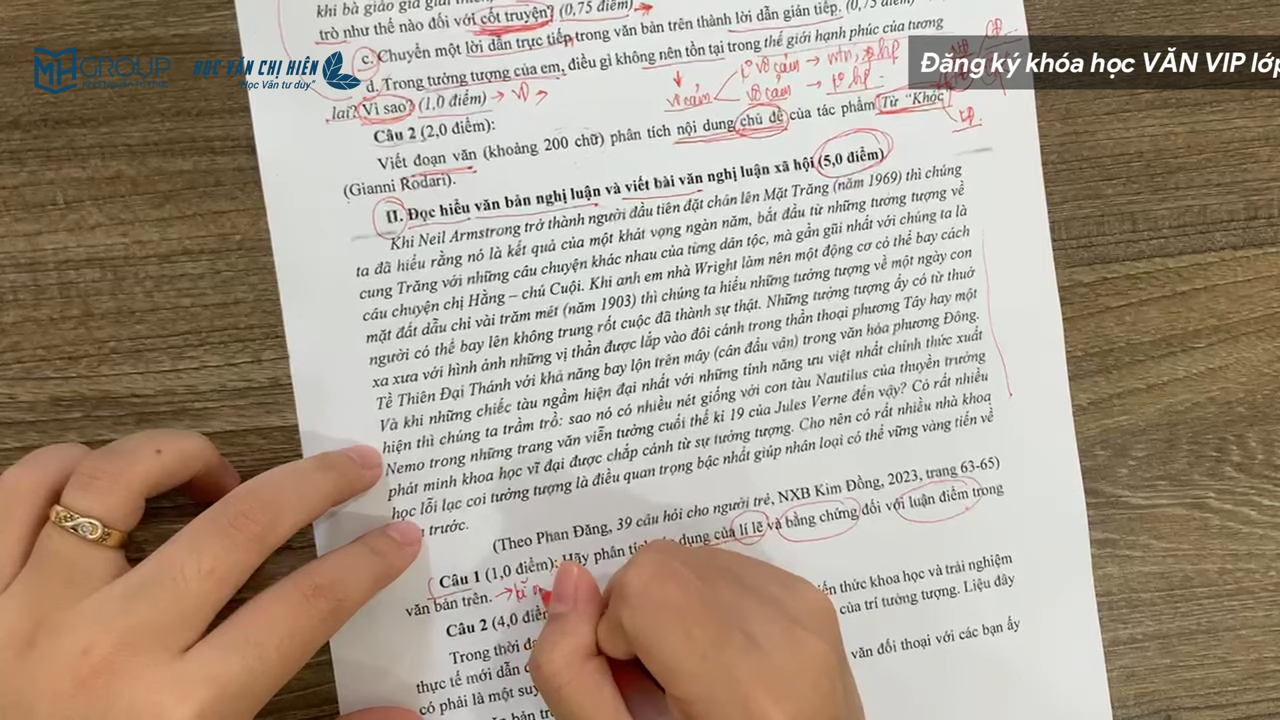 khi bà giáo già giải thích
trò như thế nào đối với cốt truyện? (0,75 điểm)
c. Chuyển một lời dẫn trực tiếp trong văn bản trên thành lời dẫn gián tiếp. (0,75 điểm)
d. Trong tưởng tượng của em, điều gì không nên tồn tại trong thế giới hạnh phúc của tương
lai? Vì sao? (1,0 điểm)
Câu 2 (2,0 điểm):
Viết đoạn văn (khoảng 200 chữ) phân tích nội dung chủ đề của tác phẩm Từ "Khóc"
(Gianni Rodari).
II. Đọc hiểu văn bản nghị luận và viết bài văn nghị luận xã hội (5,0 điểm)
Khi Neil Armstrong trở thành người đầu tiên đặt chân lên Mặt Trăng (năm 1969) thì chúng
ta đã hiểu rằng nó là kết quả của một khát vọng ngàn năm, bắt đầu từ những tưởng tượng về
cung Trăng với những câu chuyện khác nhau của từng dân tộc, mà gần gũi nhất với chúng ta là
câu chuyện chị Hằng – chú Cuội. Khi anh em nhà Wright làm nên một động cơ có thể bay cách
mặt đất dẫu chỉ vài trăm mét (năm 1903) thì chúng ta hiểu những tưởng tượng về một ngày con
người có thể bay lên không trung rốt cuộc đã thành sự thật. Những tưởng tượng ấy có từ thuở
xa xưa với hình ảnh những vị thần được lắp vào đôi cánh trong thần thoại phương Tây hay một
Tề Thiên Đại Thánh với khả năng bay lộn trên mây (cân đẩu vân) trong văn hóa phương Đông.
Và khi những chiếc tàu ngầm hiện đại nhất với những tính năng ưu việt nhất chính thức xuất
hiện thì chúng ta trầm trồ: sao nó có nhiều nét giống với con tàu Nautilus của thuyền trưởng
Nemo trong những trang văn viễn tưởng cuối thế kỉ 19 của Jules Verne đến vậy? Có rất nhiều
phát minh khoa học vĩ đại được chắp cánh từ sự tưởng tượng. Cho nên có rất nhiều nhà khoa
học lỗi lạc coi tưởng tượng là điều quan trọng bậc nhất giúp nhân loại có thể vững vàng tiến về
trước.
(Theo Phan Đăng, 39 câu hỏi cho người trẻ, NXB Kim Đồng, 2023, trang 63-65)
Câu 1 (1,0 điểm): Hãy phân tích dụng của lí lẽ và bằng chứng đối với luận điểm trong
văn bản trên.
Câu 2 (4,0 điểm
Trong thời đạ thức khoa học và trải nghiệm
thực tế mới dẫn của trí tưởng tượng. Liệu đây
có phải là một suy
văn đối thoại với các bạn ấy
MH GROUP
HỌC VĂN CHỊ HIÊN
"Học Văn tư duy"
Đăng ký khóa học VĂN VIP lớp